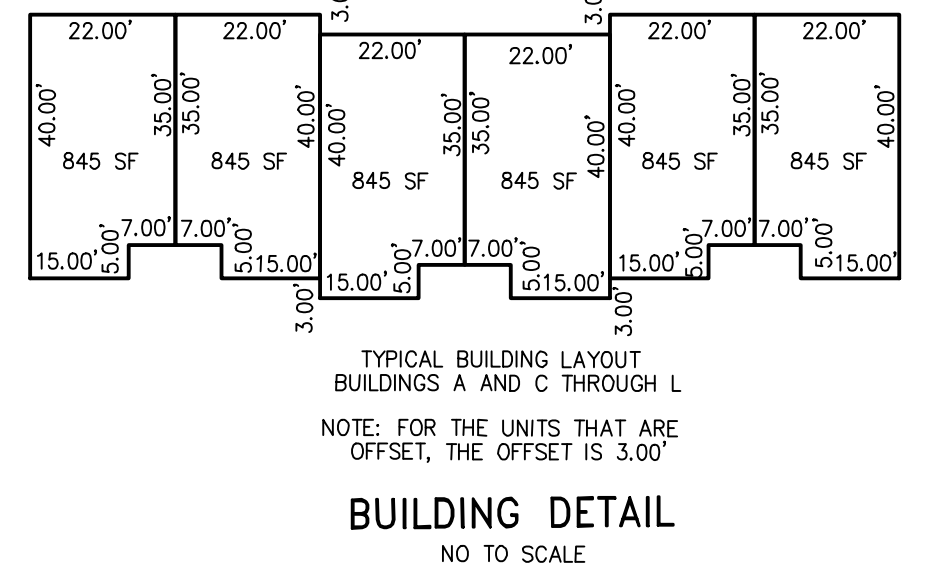 3.00' 3.00'
22.00' 22.00' 22.00' 22.00' 22.00' 22.00'
40.00' 35.00' 35.00' 40.00' 40.00' 35.00' 35.00' 40.00' 40.00' 35.00' 35.00' 40.00'
845 SF 845 SF 845 SF 845 SF 845 SF 845 SF
7.00' 7.00' 7.00' 7.00' 7.00' 7.00'
15.00' 5.00' 5.00' 15.00' 15.00' 5.00' 5.00' 15.00' 15.00' 5.00' 5.00' 15.00'
3.00' 3.00'
TYPICAL BUILDING LAYOUT
BUILDINGS A AND C THROUGH L
NOTE: FOR THE UNITS THAT ARE
OFFSET, THE OFFSET IS 3.00'
BUILDING DETAIL
NO TO SCALE